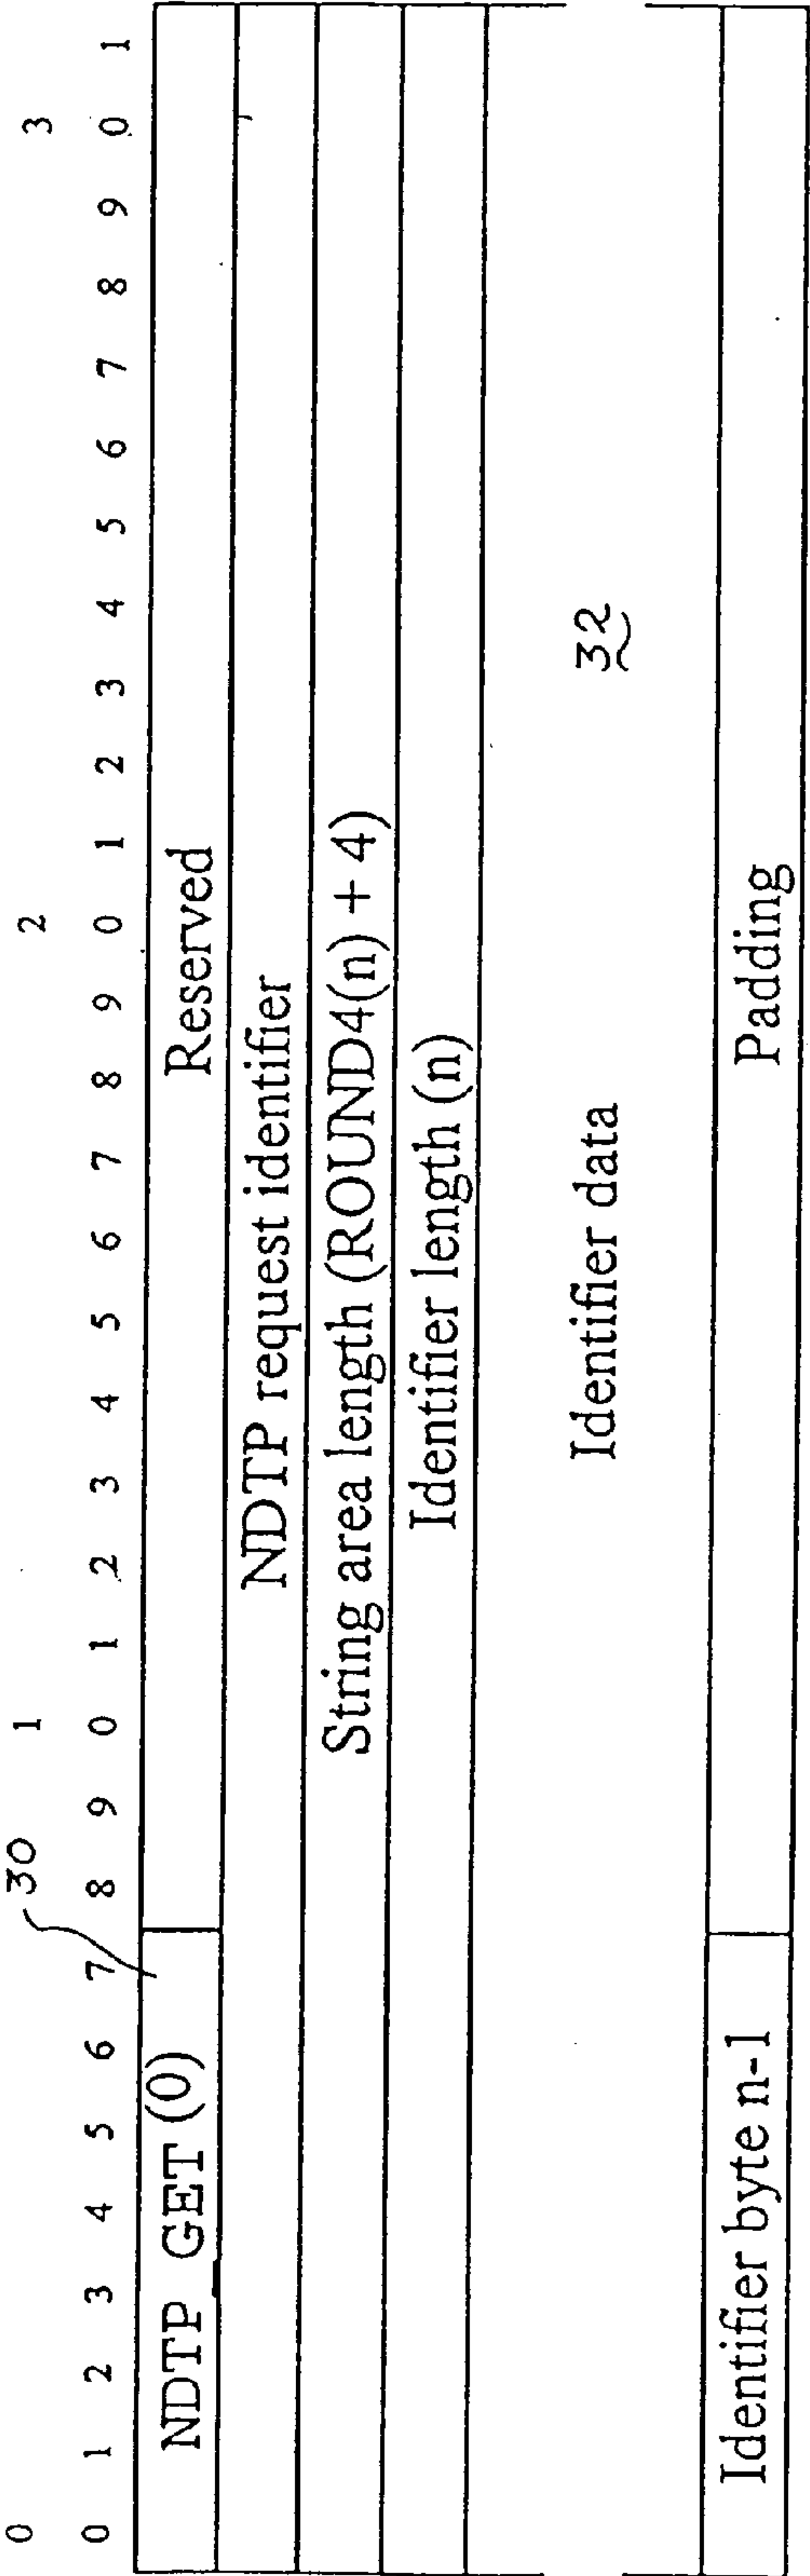 0 1 2 3
0 1 2 3 4 5 6 7 8 9 0 1 2 3 4 5 6 7 8 9 0 1 2 3 4 5 6 7 8 9 0 1
30
NDTP_GET (0) Reserved
NDTP request identifier
String area length (ROUND4(n) + 4)
Identifier length (n)
Identifier data 32
Identifier byte n-1 Padding